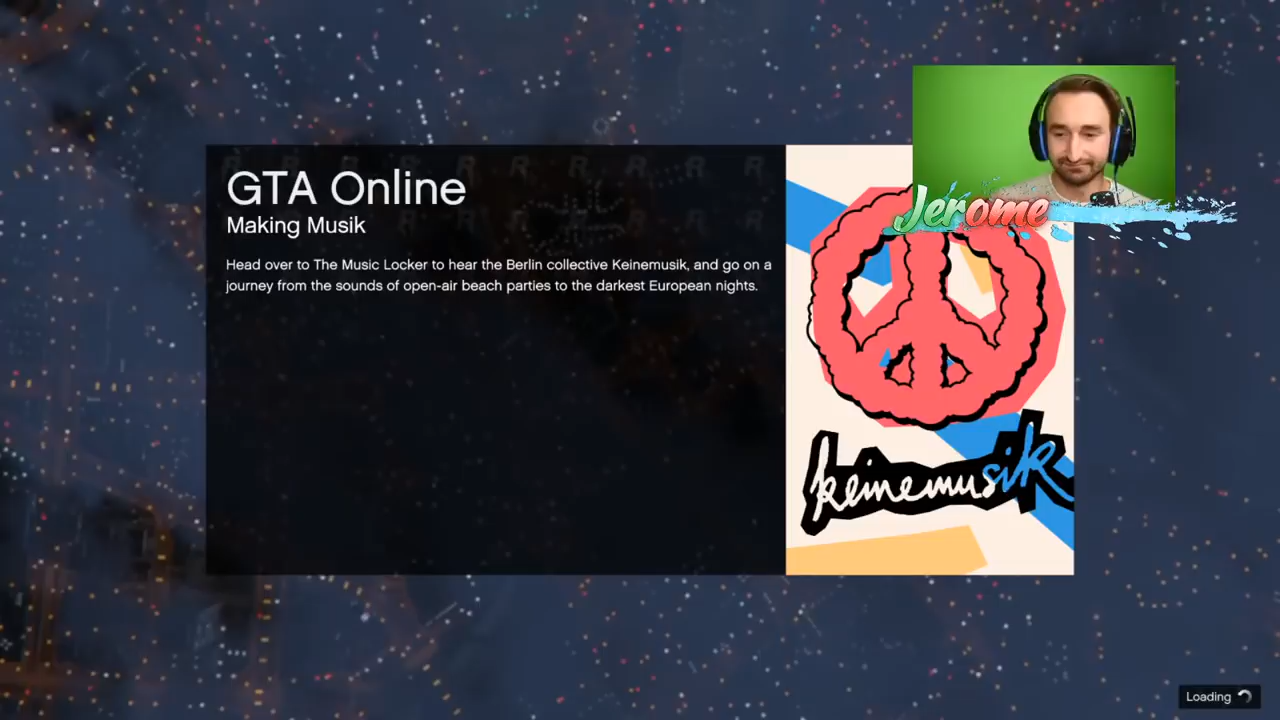 GTA Online
Making Musik
Head over to The Music Locker to hear the Berlin collective Keinemusik, and go on a
journey from the sounds of open-air beach parties to the darkest European nights.
Jerome
keinemusik
Loading